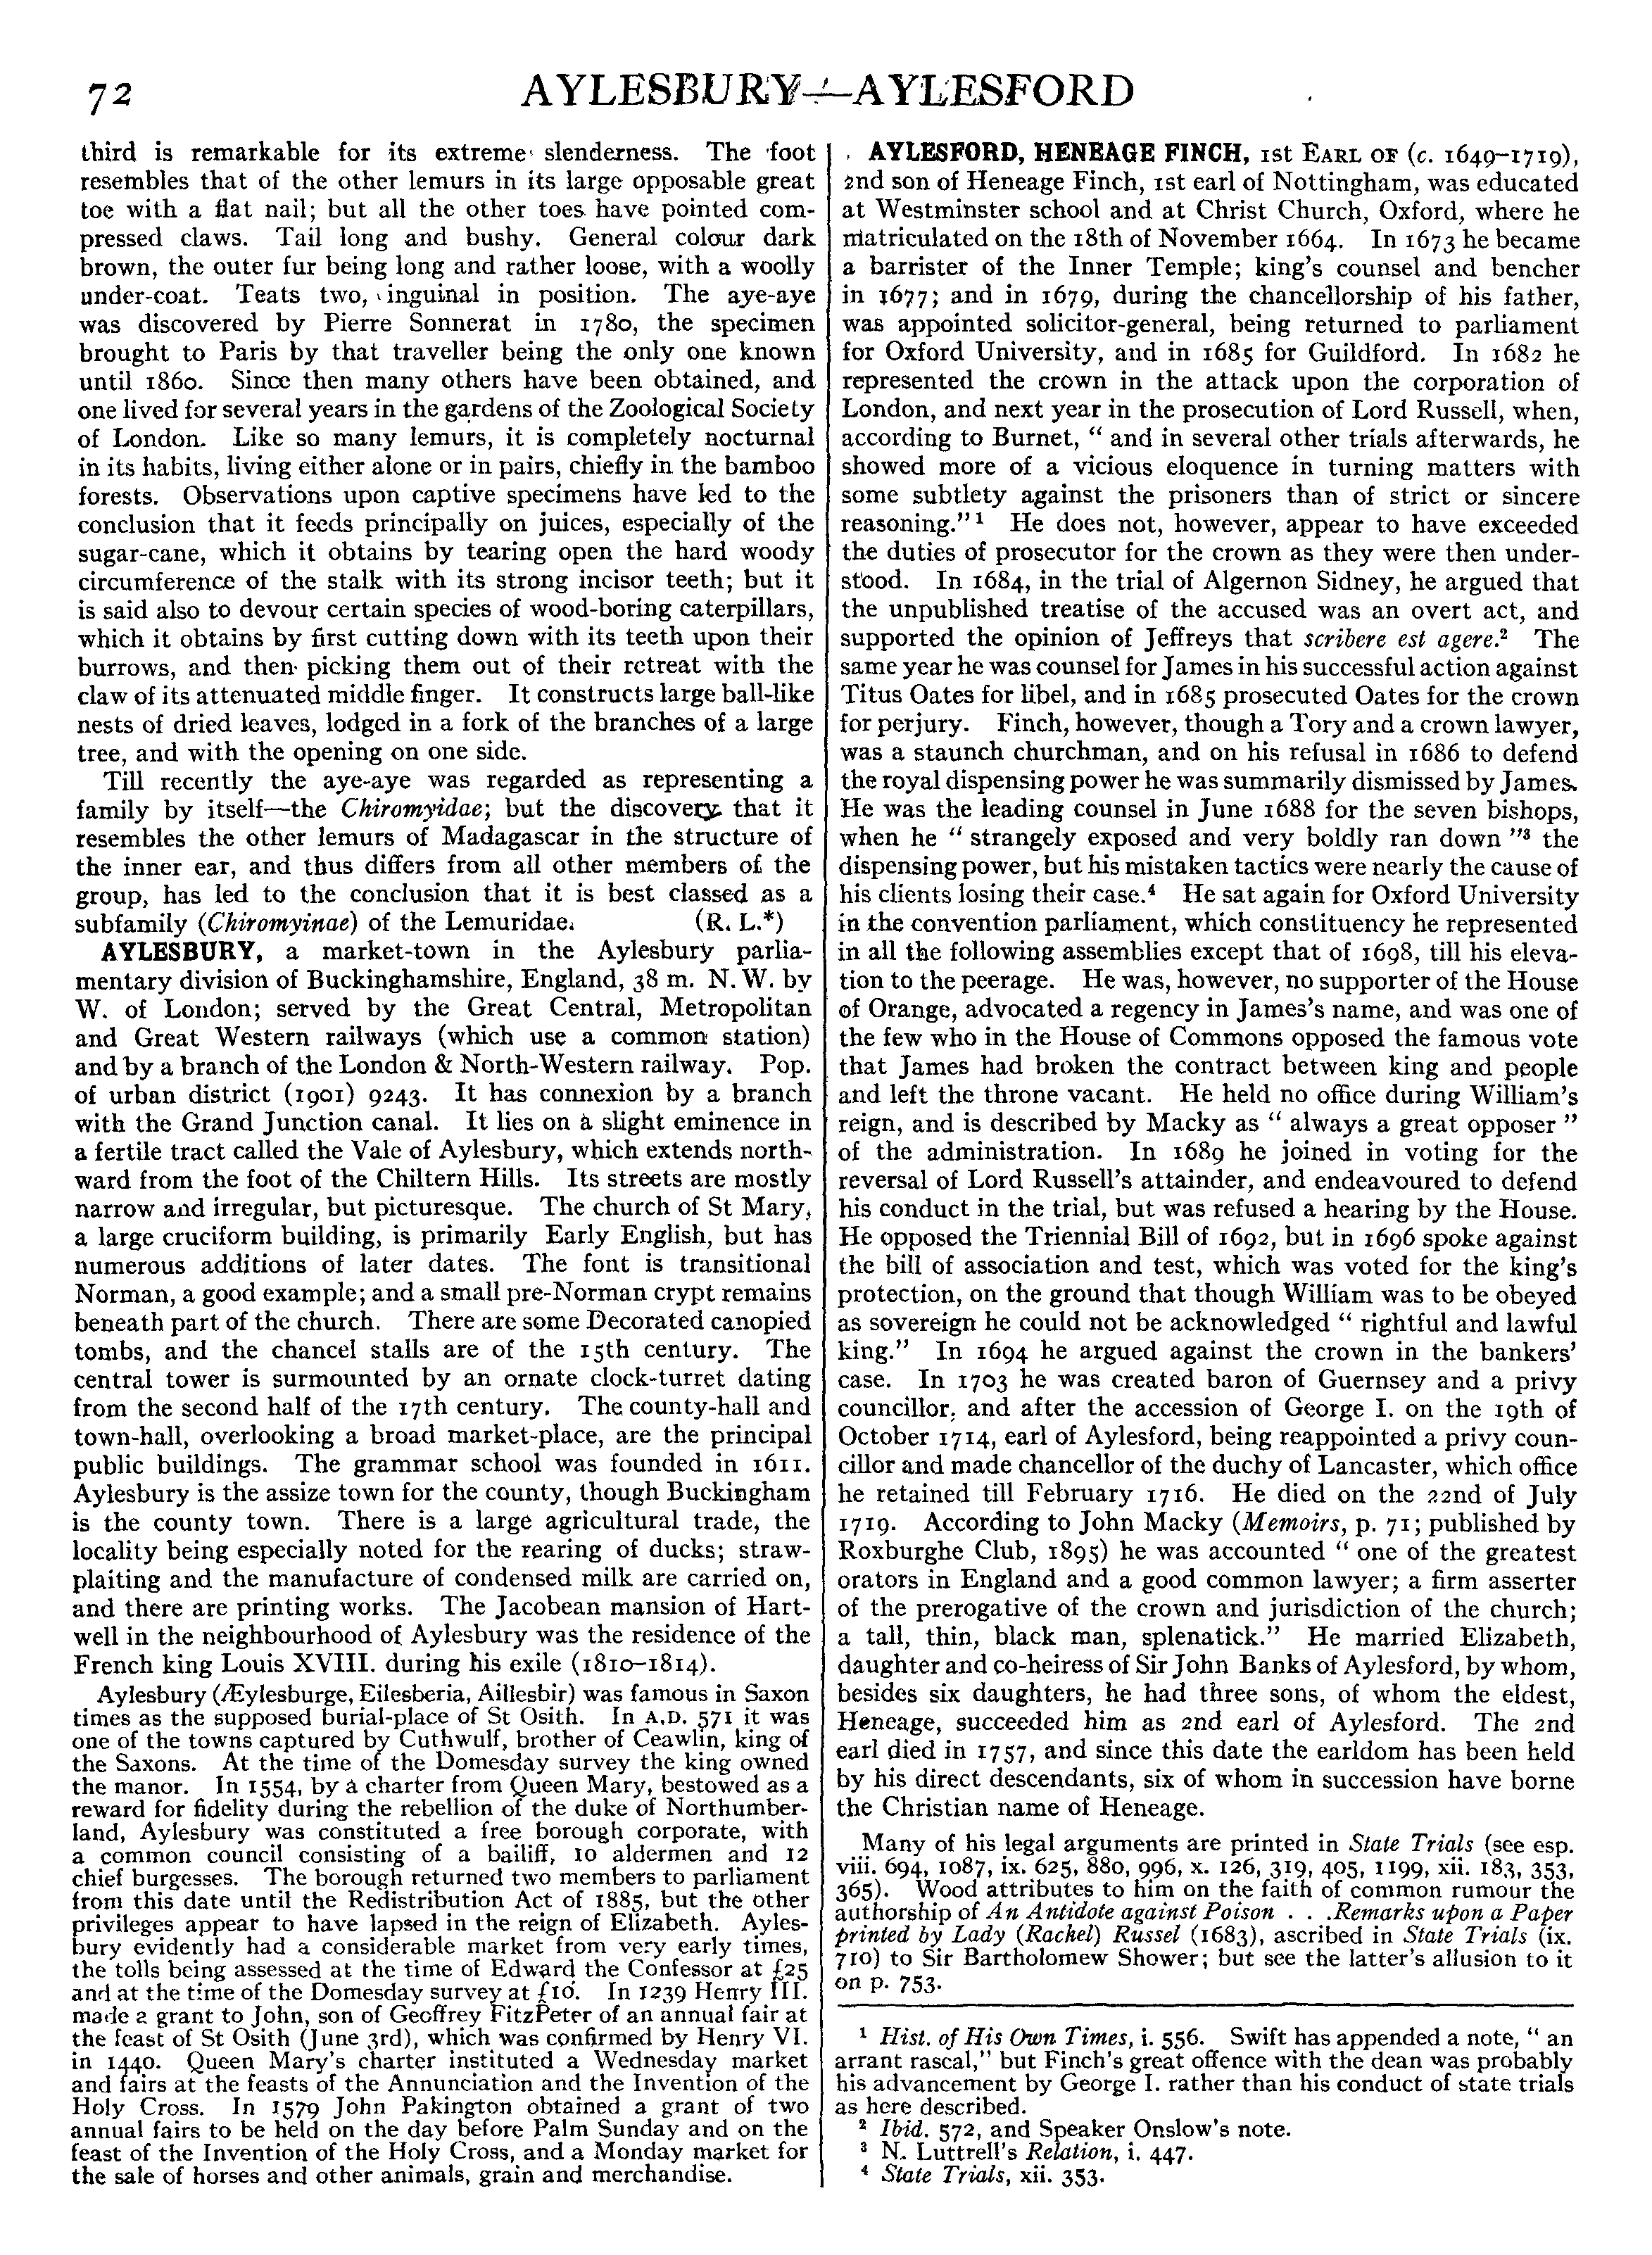 72
AYLESBURY—AYLESFORD
third is remarkable for its extreme slenderness. The foot
resembles that of the other lemurs in its large opposable great
toe with a flat nail; but all the other toes have pointed com-
pressed claws. Tail long and bushy. General colour dark
brown, the outer fur being long and rather loose, with a woolly
under-coat. Teats two, inguinal in position. The aye-aye
was discovered by Pierre Sonnerat in 1780, the specimen
brought to Paris by that traveller being the only one known
until 1860. Since then many others have been obtained, and
one lived for several years in the gardens of the Zoological Society
of London. Like so many lemurs, it is completely nocturnal
in its habits, living either alone or in pairs, chiefly in the bamboo
forests. Observations upon captive specimens have led to the
conclusion that it feeds principally on juices, especially of the
sugar-cane, which it obtains by tearing open the hard woody
circumference of the stalk with its strong incisor teeth; but it
is said also to devour certain species of wood-boring caterpillars,
which it obtains by first cutting down with its teeth upon their
burrows, and then picking them out of their retreat with the
claw of its attenuated middle finger. It constructs large ball-like
nests of dried leaves, lodged in a fork of the branches of a large
tree, and with the opening on one side.
Till recently the aye-aye was regarded as representing a
family by itself—the Chiromyidae; but the discovery that it
resembles the other lemurs of Madagascar in the structure of
the inner ear, and thus differs from all other members of the
group, has led to the conclusion that it is best classed as a
subfamily (Chiromyinae) of the Lemuridae. (R. L.*)
AYLESBURY, a market-town in the Aylesbury parlia-
mentary division of Buckinghamshire, England, 38 m. N.W. by
W. of London; served by the Great Central, Metropolitan
and Great Western railways (which use a common station)
and by a branch of the London & North-Western railway. Pop.
of urban district (1901) 9243. It has connexion by a branch
with the Grand Junction canal. It lies on a slight eminence in
a fertile tract called the Vale of Aylesbury, which extends north-
ward from the foot of the Chiltern Hills. Its streets are mostly
narrow and irregular, but picturesque. The church of St Mary,
a large cruciform building, is primarily Early English, but has
numerous additions of later dates. The font is transitional
Norman, a good example; and a small pre-Norman crypt remains
beneath part of the church. There are some Decorated canopied
tombs, and the chancel stalls are of the 15th century. The
central tower is surmounted by an ornate clock-turret dating
from the second half of the 17th century. The county-hall and
town-hall, overlooking a broad market-place, are the principal
public buildings. The grammar school was founded in 1611.
Aylesbury is the assize town for the county, though Buckingham
is the county town. There is a large agricultural trade, the
locality being especially noted for the rearing of ducks; straw-
plaiting and the manufacture of condensed milk are carried on,
and there are printing works. The Jacobean mansion of Hart-
well in the neighbourhood of Aylesbury was the residence of the
French king Louis XVIII. during his exile (1810–1814).
Aylesbury (Æylesburge, Eilesberia, Aillesbir) was famous in Saxon
times as the supposed burial-place of St Osith. In A.D. 571 it was
one of the towns captured by Cuthwulf, brother of Ceawlin, king of
the Saxons. At the time of the Domesday survey the king owned
the manor. In 1554, by a charter from Queen Mary, bestowed as a
reward for fidelity during the rebellion of the duke of Northumber-
land, Aylesbury was constituted a free borough corporate, with
a common council consisting of a bailiff, 10 aldermen and 12
chief burgesses. The borough returned two members to parliament
from this date until the Redistribution Act of 1885, but the other
privileges appear to have lapsed in the reign of Elizabeth. Ayles-
bury evidently had a considerable market from very early times,
the tolls being assessed at the time of Edward the Confessor at £25
and at the time of the Domesday survey at £10. In 1239 Henry III.
made a grant to John, son of Geoffrey FitzPeter of an annual fair at
the feast of St Osith (June 3rd), which was confirmed by Henry VI.
in 1440. Queen Mary's charter instituted a Wednesday market
and fairs at the feasts of the Annunciation and the Invention of the
Holy Cross. In 1579 John Pakington obtained a grant of two
annual fairs to be held on the day before Palm Sunday and on the
feast of the Invention of the Holy Cross, and a Monday market for
the sale of horses and other animals, grain and merchandise.
AYLESFORD, HENEAGE FINCH, 1st EARL OF (c. 1649–1719),
2nd son of Heneage Finch, 1st earl of Nottingham, was educated
at Westminster school and at Christ Church, Oxford, where he
matriculated on the 18th of November 1664. In 1673 he became
a barrister of the Inner Temple; king's counsel and bencher
in 1677; and in 1679, during the chancellorship of his father,
was appointed solicitor-general, being returned to parliament
for Oxford University, and in 1685 for Guildford. In 1682 he
represented the crown in the attack upon the corporation of
London, and next year in the prosecution of Lord Russell, when,
according to Burnet, “ and in several other trials afterwards, he
showed more of a vicious eloquence in turning matters with
some subtlety against the prisoners than of strict or sincere
reasoning.”¹ He does not, however, appear to have exceeded
the duties of prosecutor for the crown as they were then under-
stood. In 1684, in the trial of Algernon Sidney, he argued that
the unpublished treatise of the accused was an overt act, and
supported the opinion of Jeffreys that scribere est agere.² The
same year he was counsel for James in his successful action against
Titus Oates for libel, and in 1685 prosecuted Oates for the crown
for perjury. Finch, however, though a Tory and a crown lawyer,
was a staunch churchman, and on his refusal in 1686 to defend
the royal dispensing power he was summarily dismissed by James.
He was the leading counsel in June 1688 for the seven bishops,
when he “ strangely exposed and very boldly ran down ”³ the
dispensing power, but his mistaken tactics were nearly the cause of
his clients losing their case.⁴ He sat again for Oxford University
in the convention parliament, which constituency he represented
in all the following assemblies except that of 1698, till his eleva-
tion to the peerage. He was, however, no supporter of the House
of Orange, advocated a regency in James's name, and was one of
the few who in the House of Commons opposed the famous vote
that James had broken the contract between king and people
and left the throne vacant. He held no office during William's
reign, and is described by Macky as “ always a great opposer ”
of the administration. In 1689 he joined in voting for the
reversal of Lord Russell's attainder, and endeavoured to defend
his conduct in the trial, but was refused a hearing by the House.
He opposed the Triennial Bill of 1692, but in 1696 spoke against
the bill of association and test, which was voted for the king's
protection, on the ground that though William was to be obeyed
as sovereign he could not be acknowledged “ rightful and lawful
king.” In 1694 he argued against the crown in the bankers'
case. In 1703 he was created baron of Guernsey and a privy
councillor, and after the accession of George I. on the 19th of
October 1714, earl of Aylesford, being reappointed a privy coun-
cillor and made chancellor of the duchy of Lancaster, which office
he retained till February 1716. He died on the 22nd of July
1719. According to John Macky (Memoirs, p. 71; published by
Roxburghe Club, 1895) he was accounted “ one of the greatest
orators in England and a good common lawyer; a firm asserter
of the prerogative of the crown and jurisdiction of the church;
a tall, thin, black man, splenatick.” He married Elizabeth,
daughter and co-heiress of Sir John Banks of Aylesford, by whom,
besides six daughters, he had three sons, of whom the eldest,
Heneage, succeeded him as 2nd earl of Aylesford. The 2nd
earl died in 1757, and since this date the earldom has been held
by his direct descendants, six of whom in succession have borne
the Christian name of Heneage.
Many of his legal arguments are printed in State Trials (see esp.
viii. 694, 1087, ix. 625, 880, 996, x. 126, 319, 405, 1199, xii. 183, 353,
365). Wood attributes to him on the faith of common rumour the
authorship of An Antidote against Poison . . .Remarks upon a Paper
printed by Lady (Rachel) Russel (1683), ascribed in State Trials (ix.
710) to Sir Bartholomew Shower; but see the latter's allusion to it
on p. 753.
¹ Hist. of His Own Times, i. 556. Swift has appended a note, “ an
arrant rascal,” but Finch's great offence with the dean was probably
his advancement by George I. rather than his conduct of state trials
as here described.
² Ibid. 572, and Speaker Onslow's note.
³ N. Luttrell's Relation, i. 447.
⁴ State Trials, xii. 353.